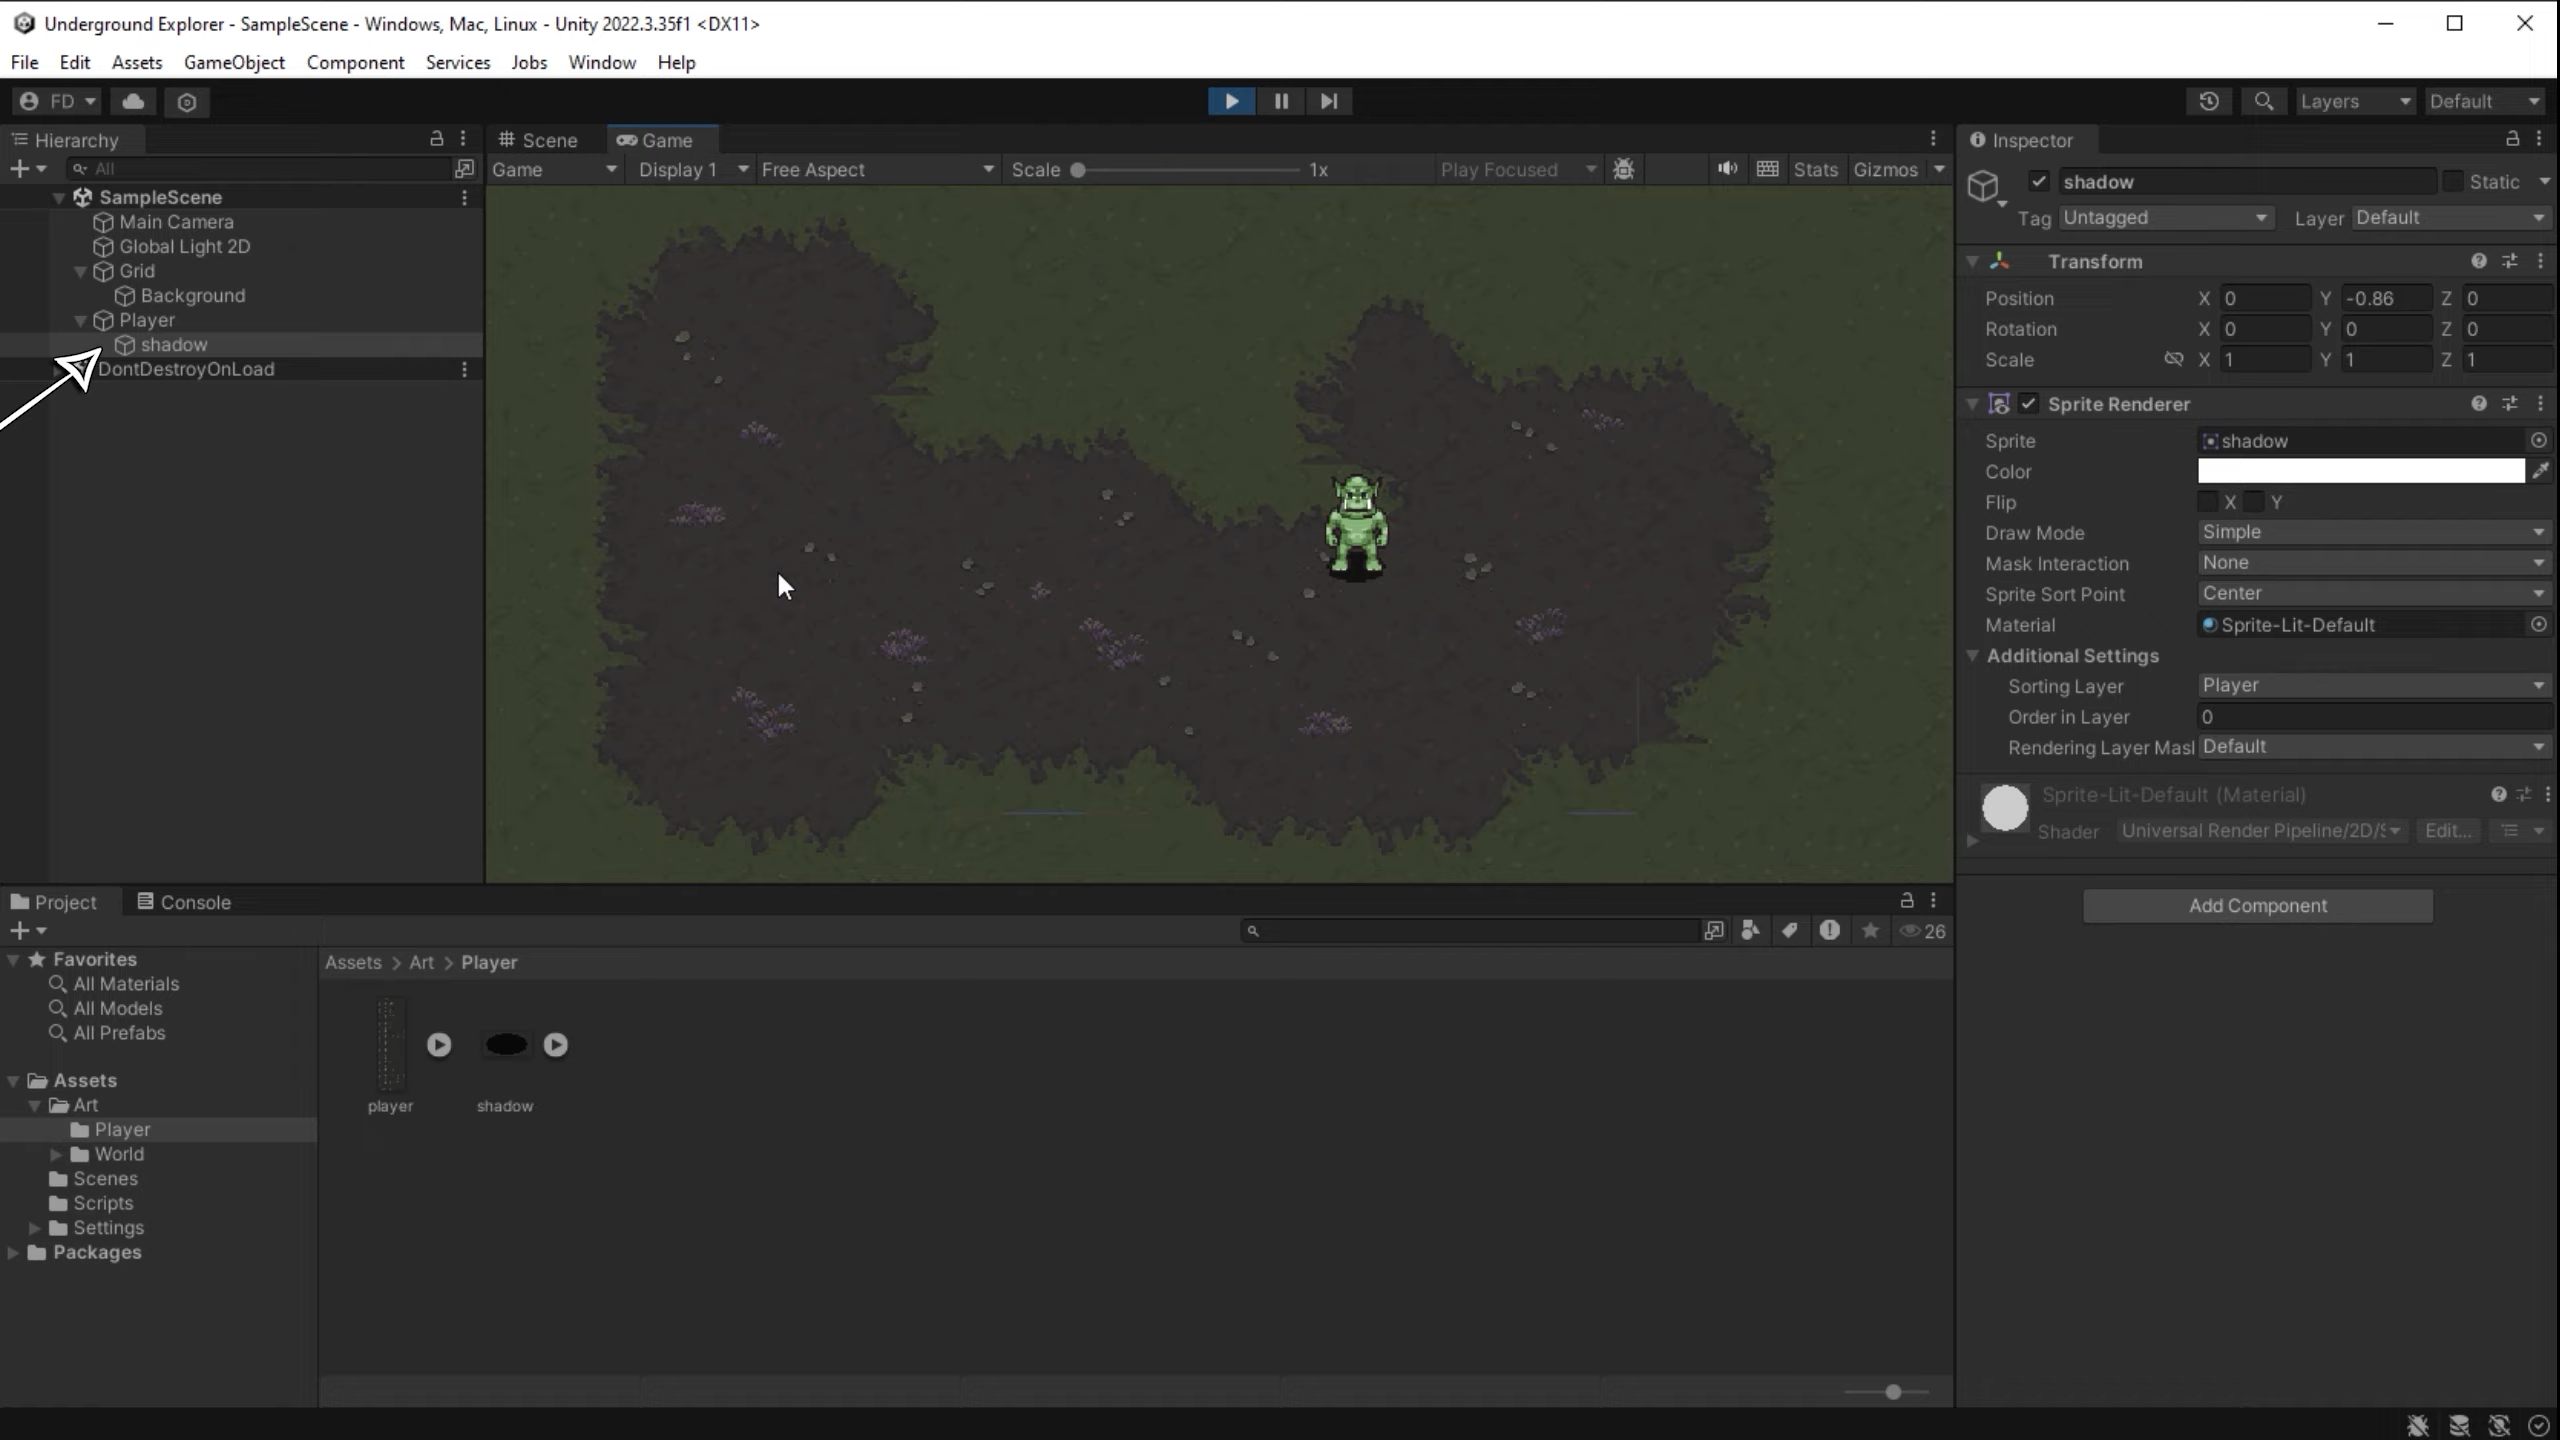 Underground Explorer - SampleScene - Windows, Mac, Linux - Unity 2022.3.35f1 <DX11>
File Edit Assets GameObject Component Services Jobs Window Help
FD
Layers Default
Hierarchy
All
SampleScene
Main Camera
Global Light 2D
Grid
Background
Player
shadow
DontDestroyOnLoad
Scene Game
Game Display 1 Free Aspect Scale 1x Play Focused Stats Gizmos
Inspector
shadow Static
Tag Untagged Layer Default
Transform
Position X 0 Y -0.86 Z 0
Rotation X 0 Y 0 Z 0
Scale X 1 Y 1 Z 1
Sprite Renderer
Sprite shadow
Color
Flip X Y
Draw Mode Simple
Mask Interaction None
Sprite Sort Point Center
Material Sprite-Lit-Default
Additional Settings
Sorting Layer Player
Order in Layer 0
Rendering Layer Masl Default
Sprite-Lit-Default (Material)
Shader Universal Render Pipeline/2D/S Edit...
Add Component
Project Console
26
Favorites
All Materials
All Models
All Prefabs
Assets
Art
Player
World
Scenes
Scripts
Settings
Packages
Assets > Art > Player
player shadow